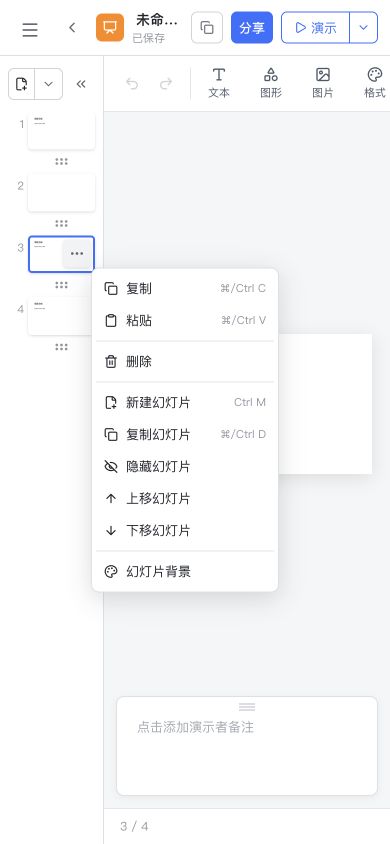 未命...
已保存
分享
演示
文本
图形
图片
格式
1
2
3
4
复制 ⌘/Ctrl C
粘贴 ⌘/Ctrl V
删除
新建幻灯片 Ctrl M
复制幻灯片 ⌘/Ctrl D
隐藏幻灯片
上移幻灯片
下移幻灯片
幻灯片背景
点击添加演示者备注
3 / 4